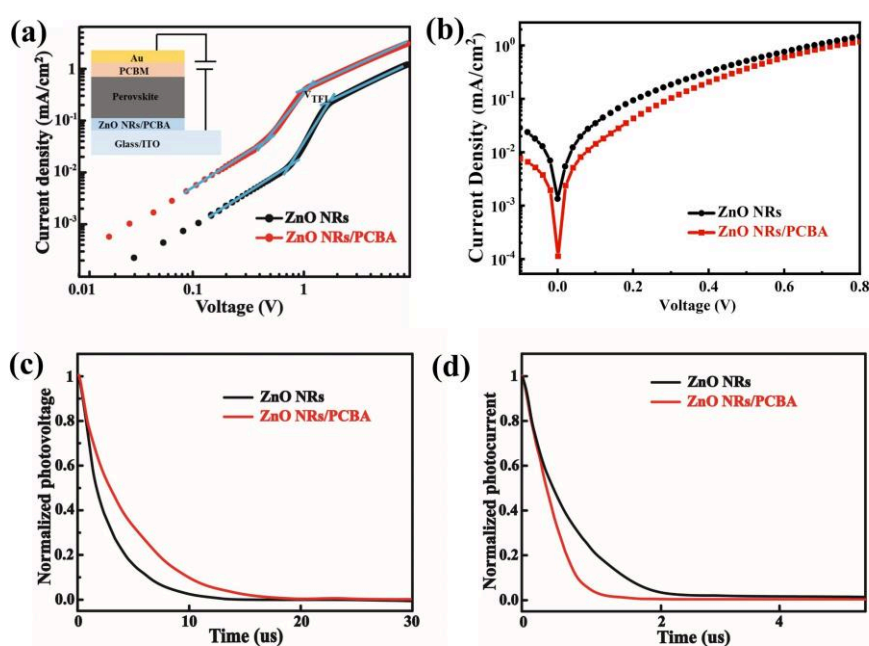 (a)
Current density (mA/cm²)
1
10⁻¹
10⁻²
10⁻³
Au
PCBM
Perovskite
ZnO NRs/PCBA
Glass/ITO
V_TFL
ZnO NRs
ZnO NRs/PCBA
0.01
0.1
1
Voltage (V)
(b)
Current Density (mA/cm²)
10⁰
10⁻¹
10⁻²
10⁻³
10⁻⁴
ZnO NRs
ZnO NRs/PCBA
0.0
0.2
0.4
0.6
0.8
Voltage (V)
(c)
Normalized photovoltage
1
0.8
0.6
0.4
0.2
0.0
ZnO NRs
ZnO NRs/PCBA
0
10
20
30
Time (us)
(d)
Normalized photocurrent
1
0.8
0.6
0.4
0.2
0.0
ZnO NRs
ZnO NRs/PCBA
0
2
4
Time (us)